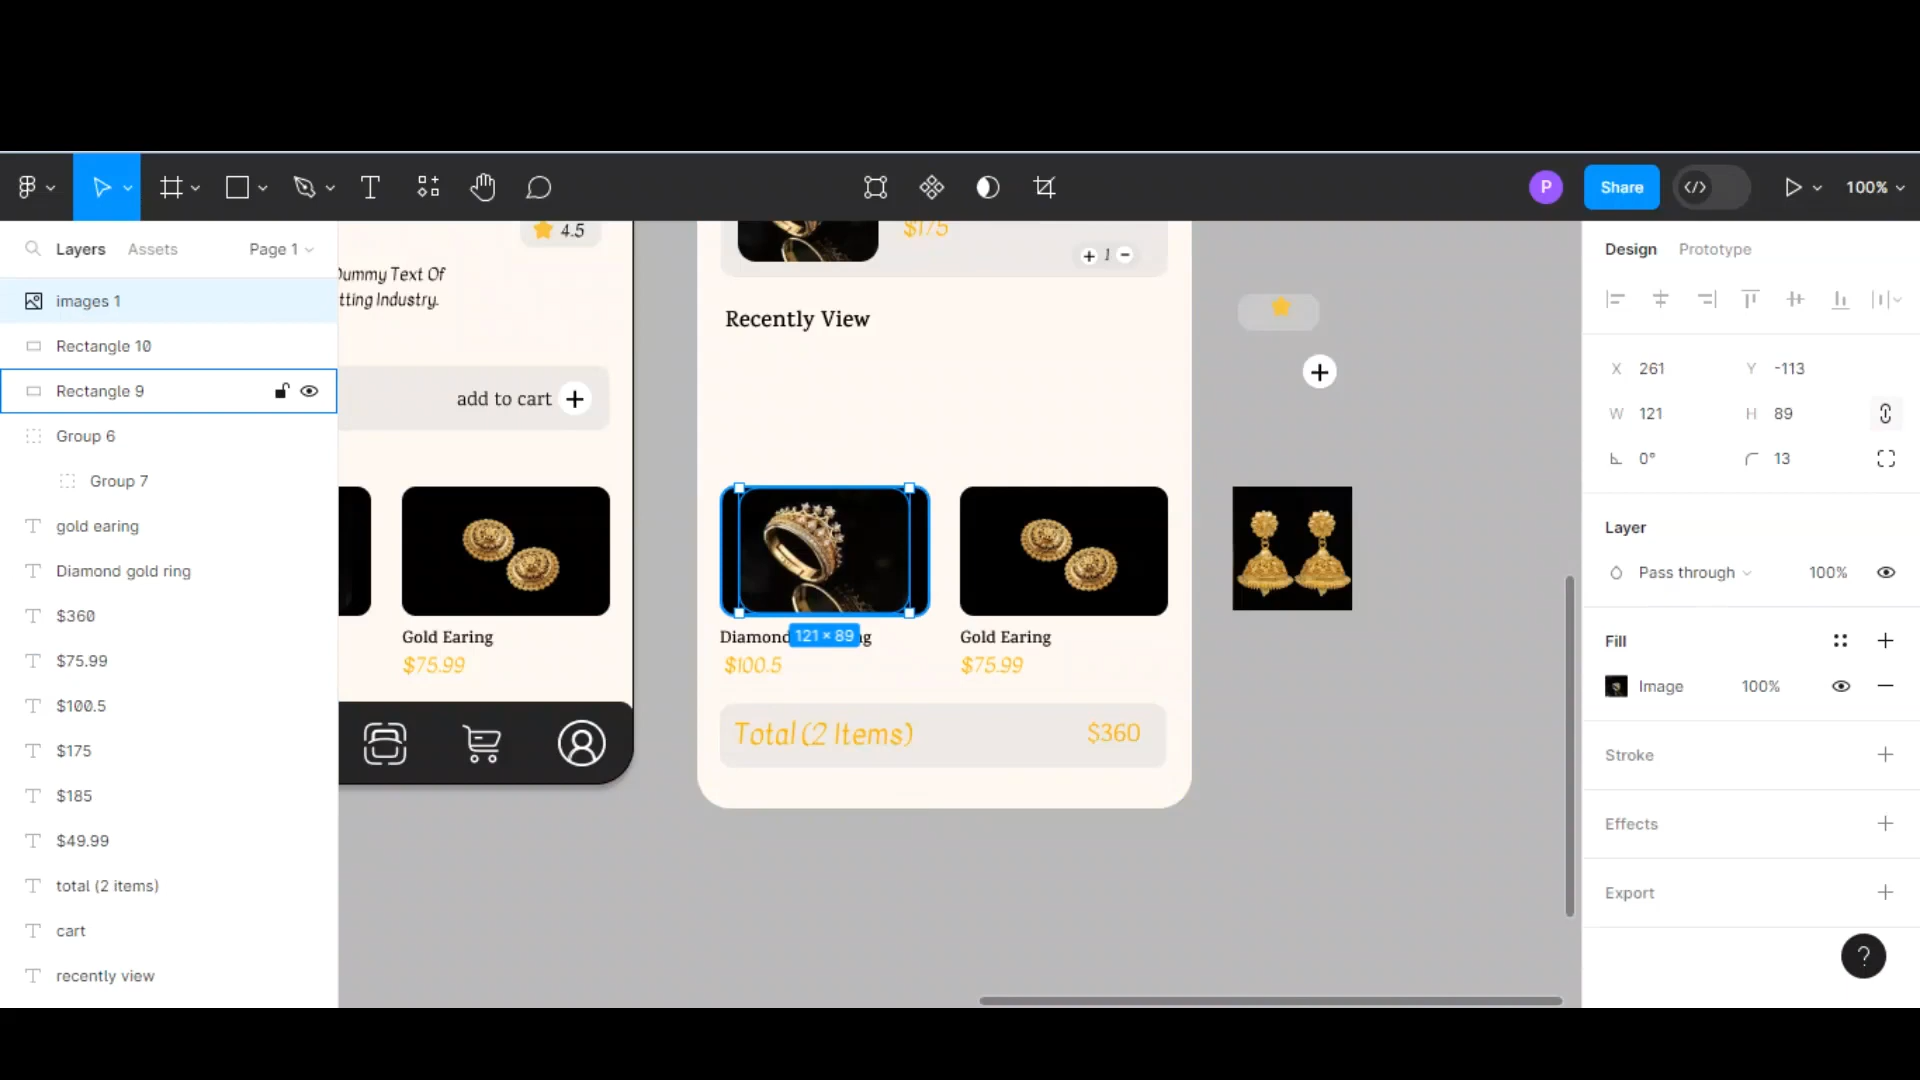 P
Share
</>
100%
Layers
Assets
Page 1
images 1
Rectangle 10
Rectangle 9
Group 6
Group 7
gold earing
Diamond gold ring
$360
$75.99
$100.5
$175
$185
$49.99
total (2 items)
cart
recently view
4.5
Dummy Text Of
tting Industry.
add to cart
Gold Earing
$75.99
$175
1
Recently View
Diamond
121 × 89
$100.5
Gold Earing
$75.99
Total (2 Items)
$360
Design
Prototype
X 261
Y -113
W 121
H 89
0°
13
Layer
Pass through
100%
Fill
Image
100%
Stroke
Effects
Export
?